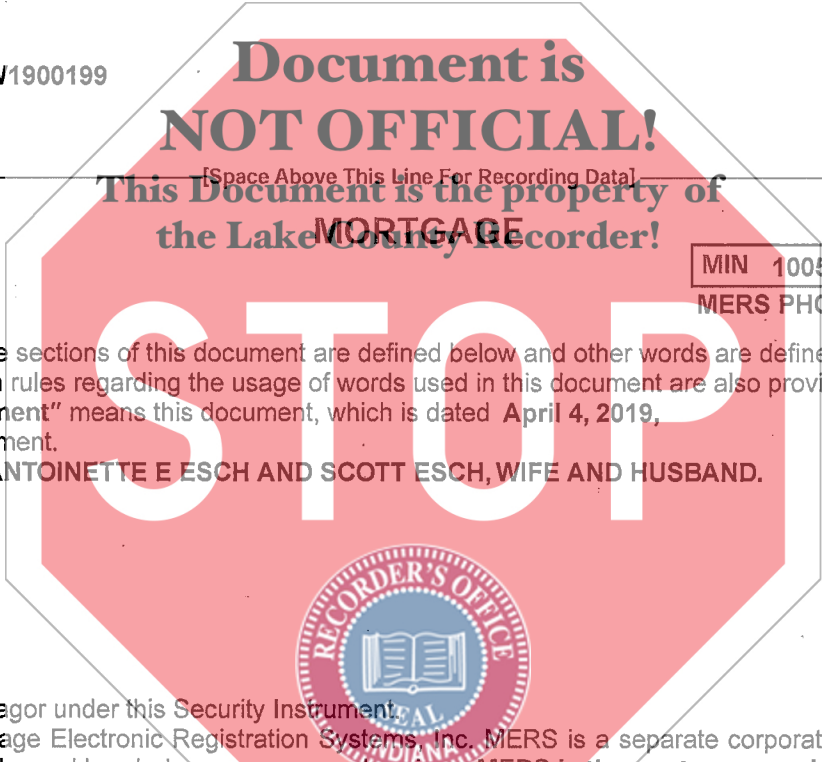 Document is
/1900199
NOT OFFICIAL!
[Space Above This Line For Recording Data]
This Document is the property of
MORTGAGE
the Lake County Recorder!
MIN 1005
MERS PHO
STOP
e sections of this document are defined below and other words are define
rules regarding the usage of words used in this document are also provi
ment" means this document, which is dated April 4, 2019,
ment.
ANTOINETTE E ESCH AND SCOTT ESCH, WIFE AND HUSBAND.
RECORDER'S OFFICE
SEAL
INDIANA
agor under this Security Instrument.
age Electronic Registration Systems, Inc. MERS is a separate corporat